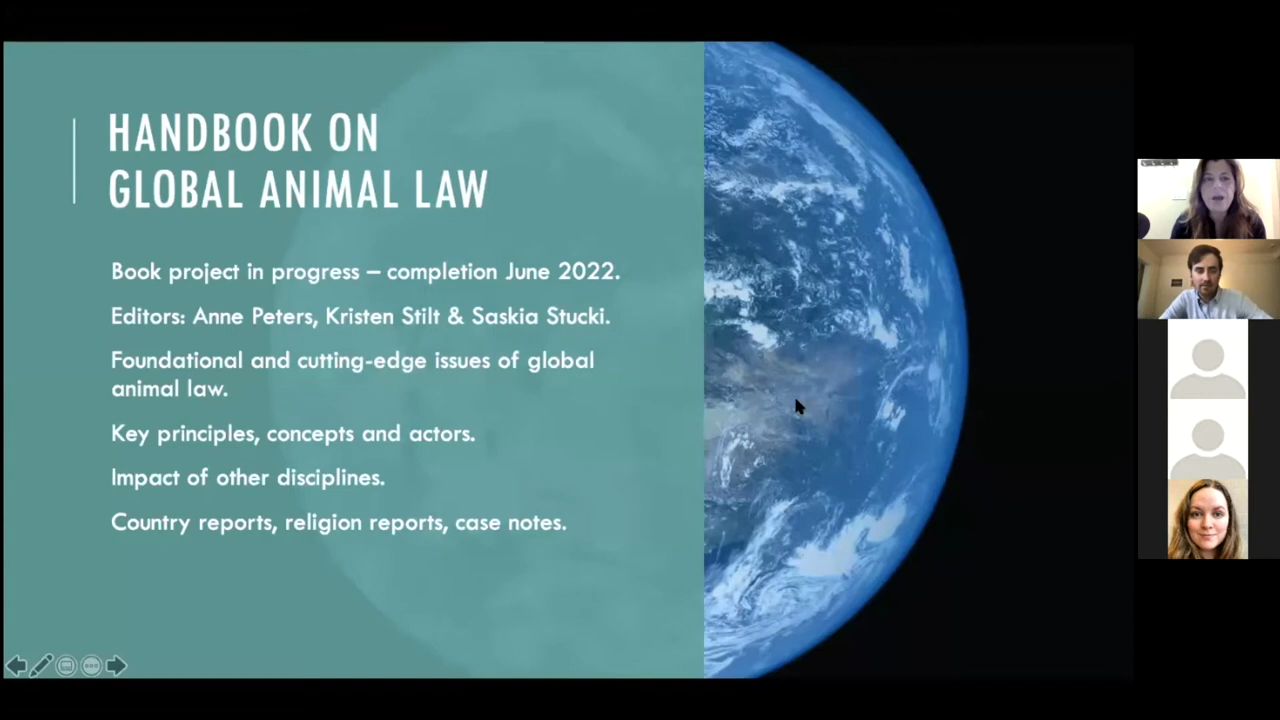 HANDBOOK ON
GLOBAL ANIMAL LAW
Book project in progress – completion June 2022.
Editors: Anne Peters, Kristen Stilt & Saskia Stucki.
Foundational and cutting-edge issues of global
animal law.
Key principles, concepts and actors.
Impact of other disciplines.
Country reports, religion reports, case notes.